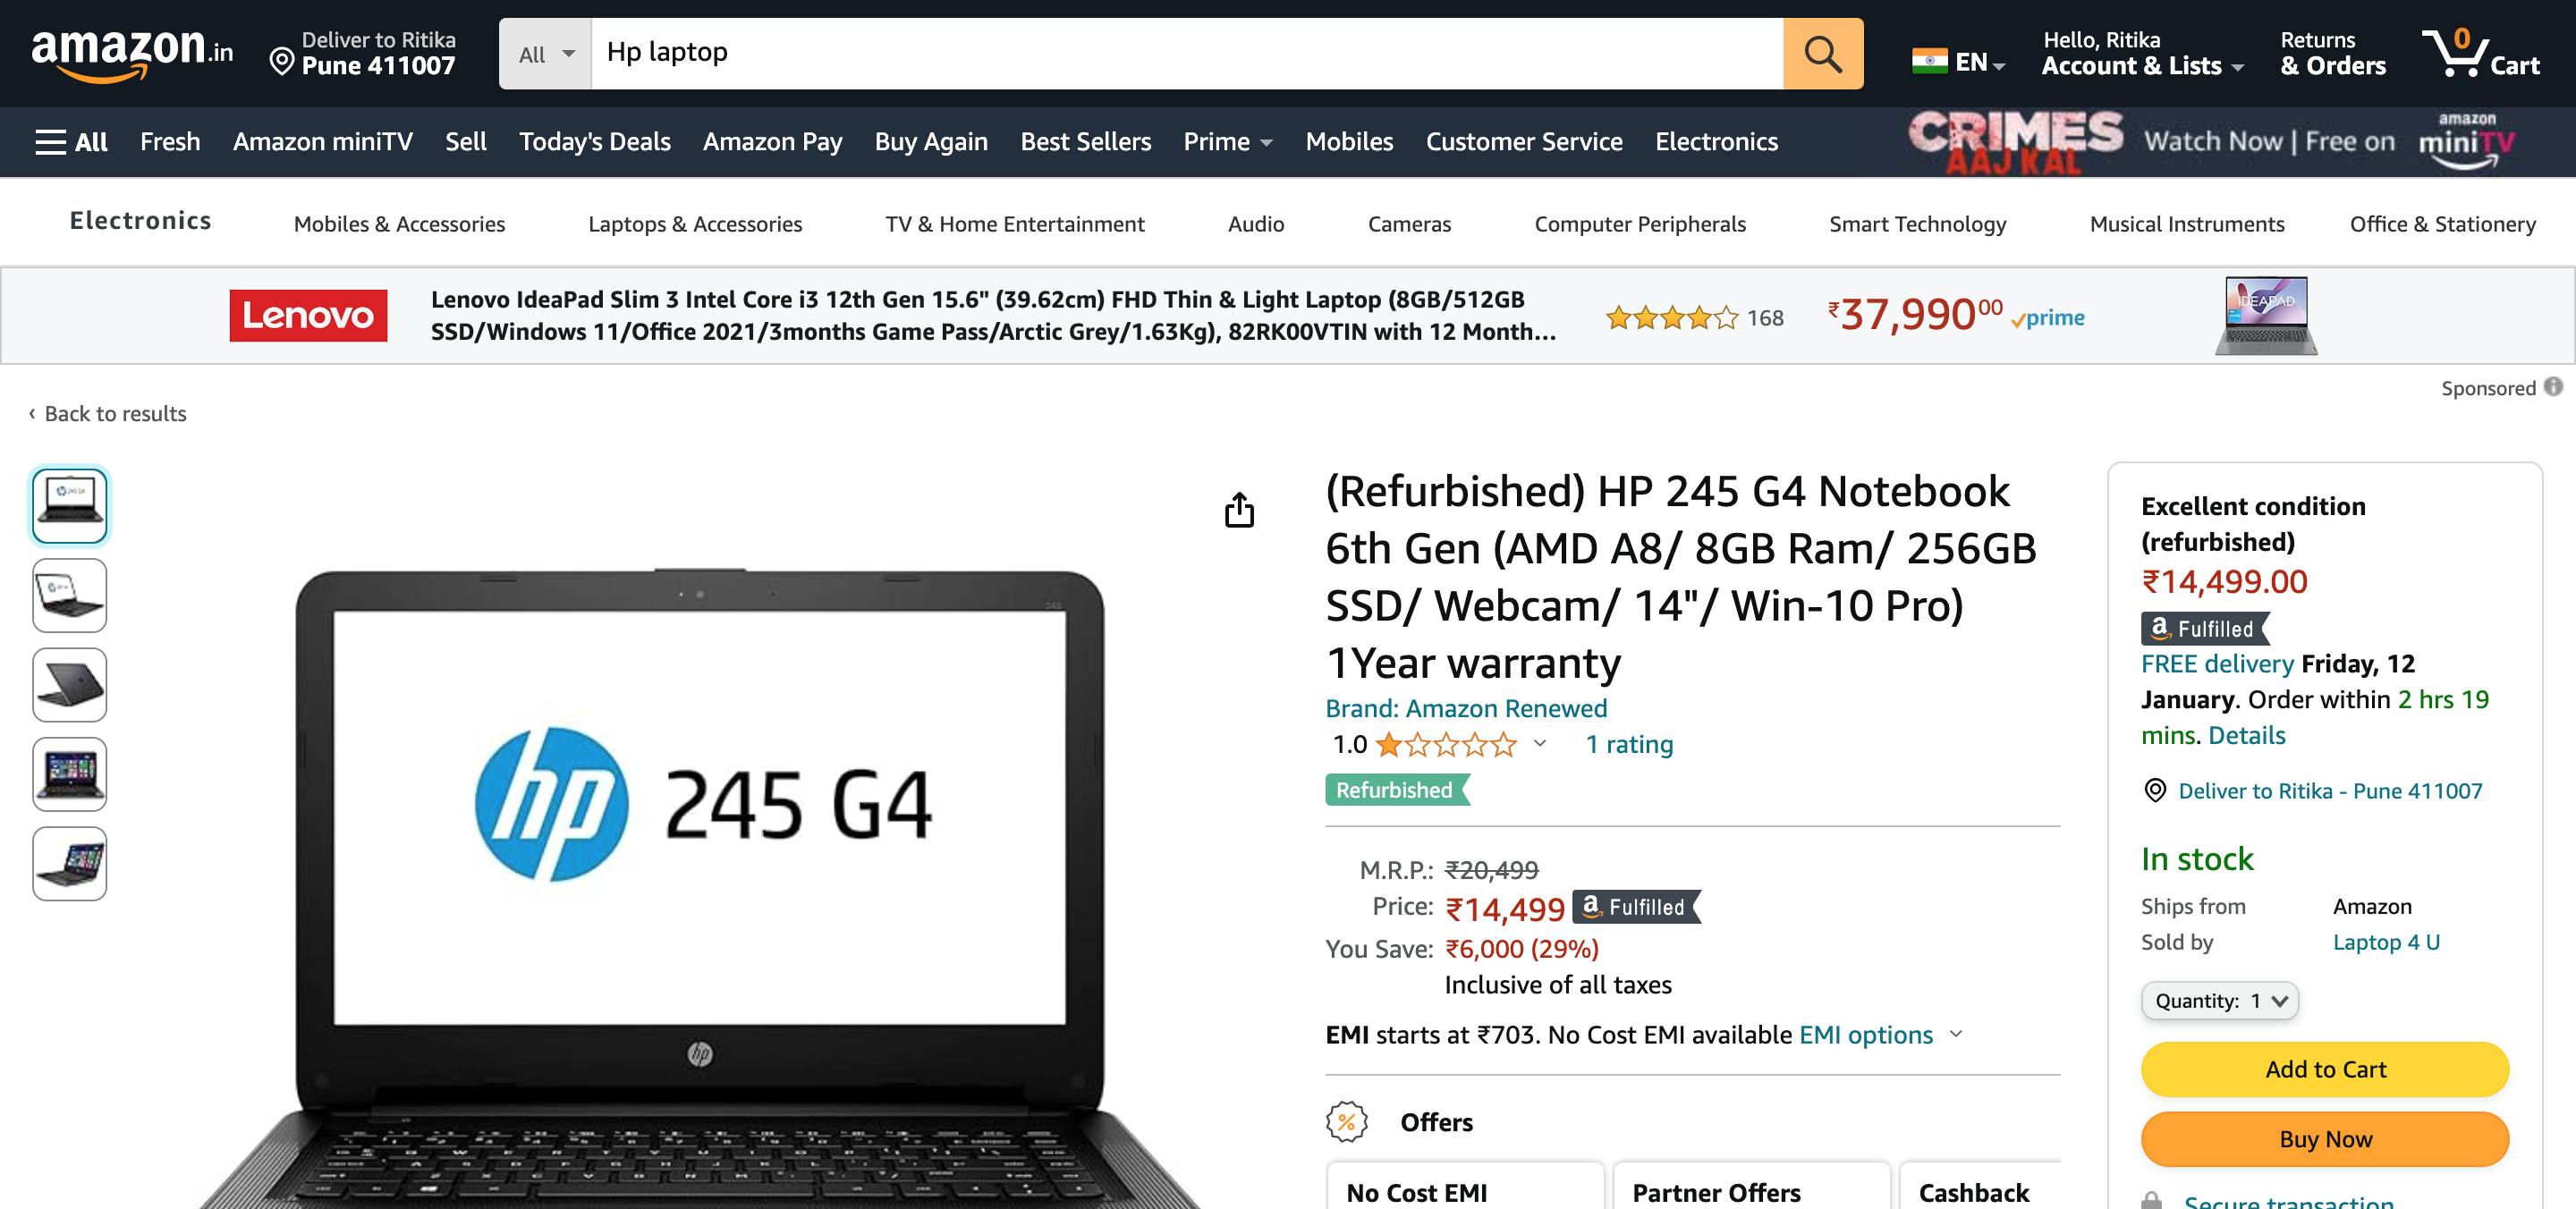 amazon.in
Deliver to Ritika
Pune 411007
All
Hp laptop
EN
Hello, Ritika
Account & Lists
Returns
& Orders
0
Cart
All
Fresh
Amazon miniTV
Sell
Today's Deals
Amazon Pay
Buy Again
Best Sellers
Prime
Mobiles
Customer Service
Electronics
CRIMES
AAJ KAL
Watch Now | Free on
amazon
miniTV
Electronics
Mobiles & Accessories
Laptops & Accessories
TV & Home Entertainment
Audio
Cameras
Computer Peripherals
Smart Technology
Musical Instruments
Office & Stationery
Lenovo
Lenovo IdeaPad Slim 3 Intel Core i3 12th Gen 15.6" (39.62cm) FHD Thin & Light Laptop (8GB/512GB
SSD/Windows 11/Office 2021/3months Game Pass/Arctic Grey/1.63Kg), 82RK00VTIN with 12 Month...
168
₹37,99000
prime
IDEAPAD
Sponsored
‹ Back to results
hp 245 G4
hp
(Refurbished) HP 245 G4 Notebook
6th Gen (AMD A8/ 8GB Ram/ 256GB
SSD/ Webcam/ 14"/ Win-10 Pro)
1Year warranty
Brand: Amazon Renewed
1.0
1 rating
Refurbished
M.R.P.: ₹20,499
Price: ₹14,499 a Fulfilled
You Save: ₹6,000 (29%)
Inclusive of all taxes
EMI starts at ₹703. No Cost EMI available EMI options
% Offers
No Cost EMI
Partner Offers
Cashback
Excellent condition
(refurbished)
₹14,499.00
a Fulfilled
FREE delivery Friday, 12
January. Order within 2 hrs 19
mins. Details
Deliver to Ritika - Pune 411007
In stock
Ships from Amazon
Sold by Laptop 4 U
Quantity: 1
Add to Cart
Buy Now
Secure transaction